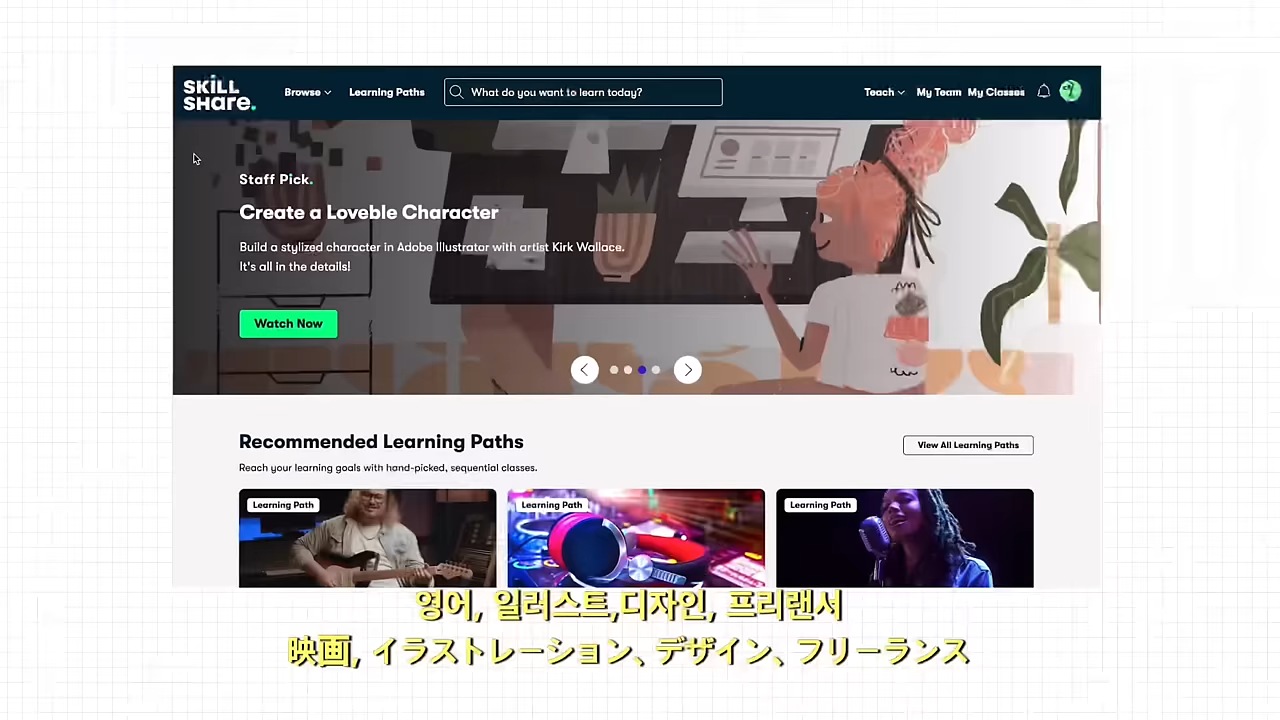 SKILL
SHARE.
Browse
Learning Paths
What do you want to learn today?
Teach
My Team
My Classes
Staff Pick.
Create a Loveble Character
Build a stylized character in Adobe Illustrator with artist Kirk Wallace.
It's all in the details!
Watch Now
Recommended Learning Paths
View All Learning Paths
Reach your learning goals with hand-picked, sequential classes.
Learning Path
Learning Path
Learning Path
영어, 일러스트,디자인, 프리랜서
映画, イラストレーション、デザイン、フリーランス